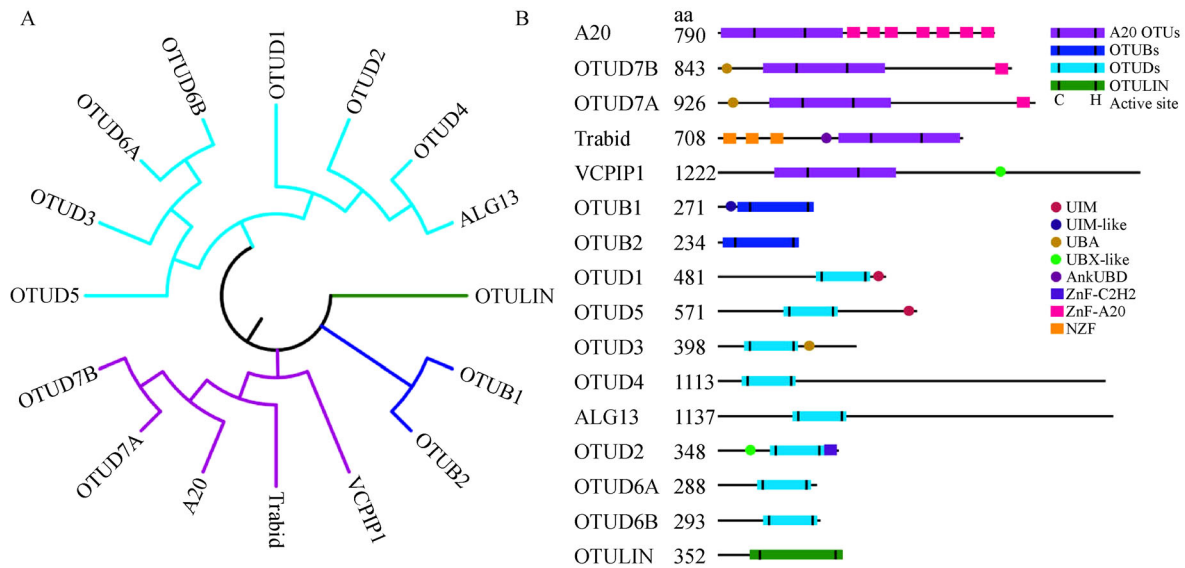 A
OTUD1
OTUD2
OTUD4
ALG13
OTULIN
OTUB1
OTUB2
VCPIP1
Trabid
A20
OTUD7A
OTUD7B
OTUD5
OTUD3
OTUD6A
OTUD6B
B
aa
A20 790
OTUD7B 843
OTUD7A 926
Trabid 708
VCPIP1 1222
OTUB1 271
OTUB2 234
OTUD1 481
OTUD5 571
OTUD3 398
OTUD4 1113
ALG13 1137
OTUD2 348
OTUD6A 288
OTUD6B 293
OTULIN 352
A20 OTUs
OTUBs
OTUDs
OTULIN
C H Active site
UIM
UIM-like
UBA
UBX-like
AnkUBD
ZnF-C2H2
ZnF-A20
NZF